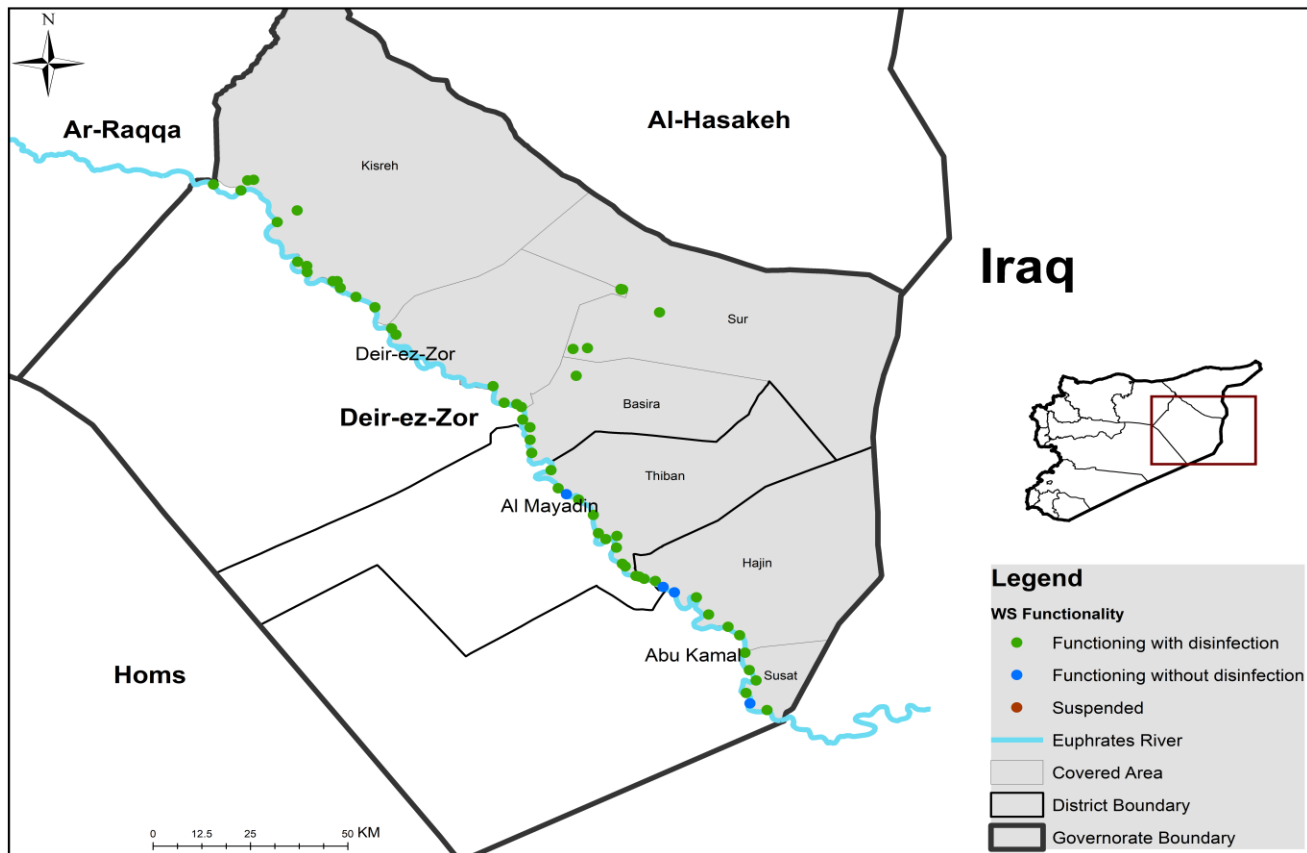 N
Ar-Raqqa
Al-Hasakeh
Kisreh
Iraq
Sur
Deir-ez-Zor
Deir-ez-Zor
Basira
Thiban
Al Mayadin
Hajin
Abu Kamal
Susat
Homs
Legend
WS Functionality
Functioning with disinfection
Functioning without disinfection
Suspended
Euphrates River
Covered Area
District Boundary
Governorate Boundary
0 12.5 25 50 KM